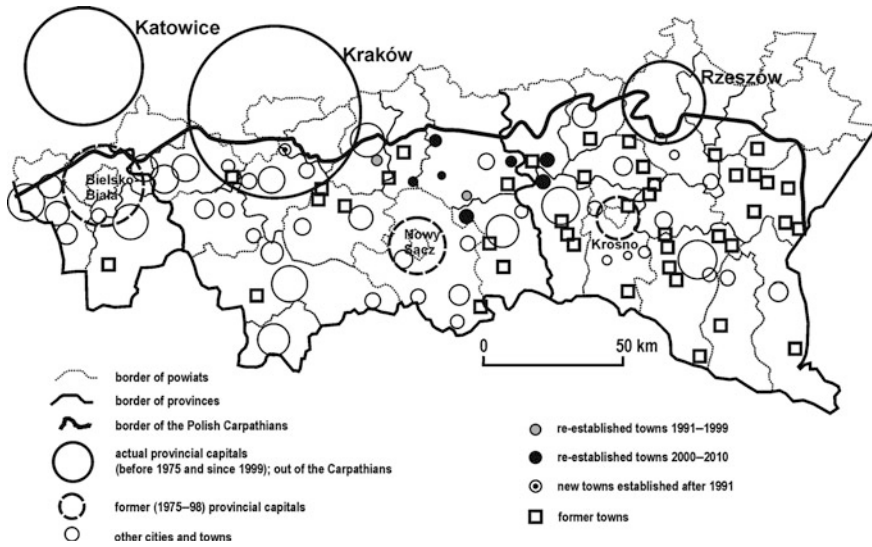 Katowice
Kraków
Rzeszów
Bielsko-
Biała
Nowy
Sącz
Krosno
0 50 km
border of powiats
border of provinces
border of the Polish Carpathians
actual provincial capitals
(before 1975 and since 1999); out of the Carpathians
former (1975–98) provincial capitals
other cities and towns
re-established towns 1991–1999
re-established towns 2000–2010
new towns established after 1991
former towns